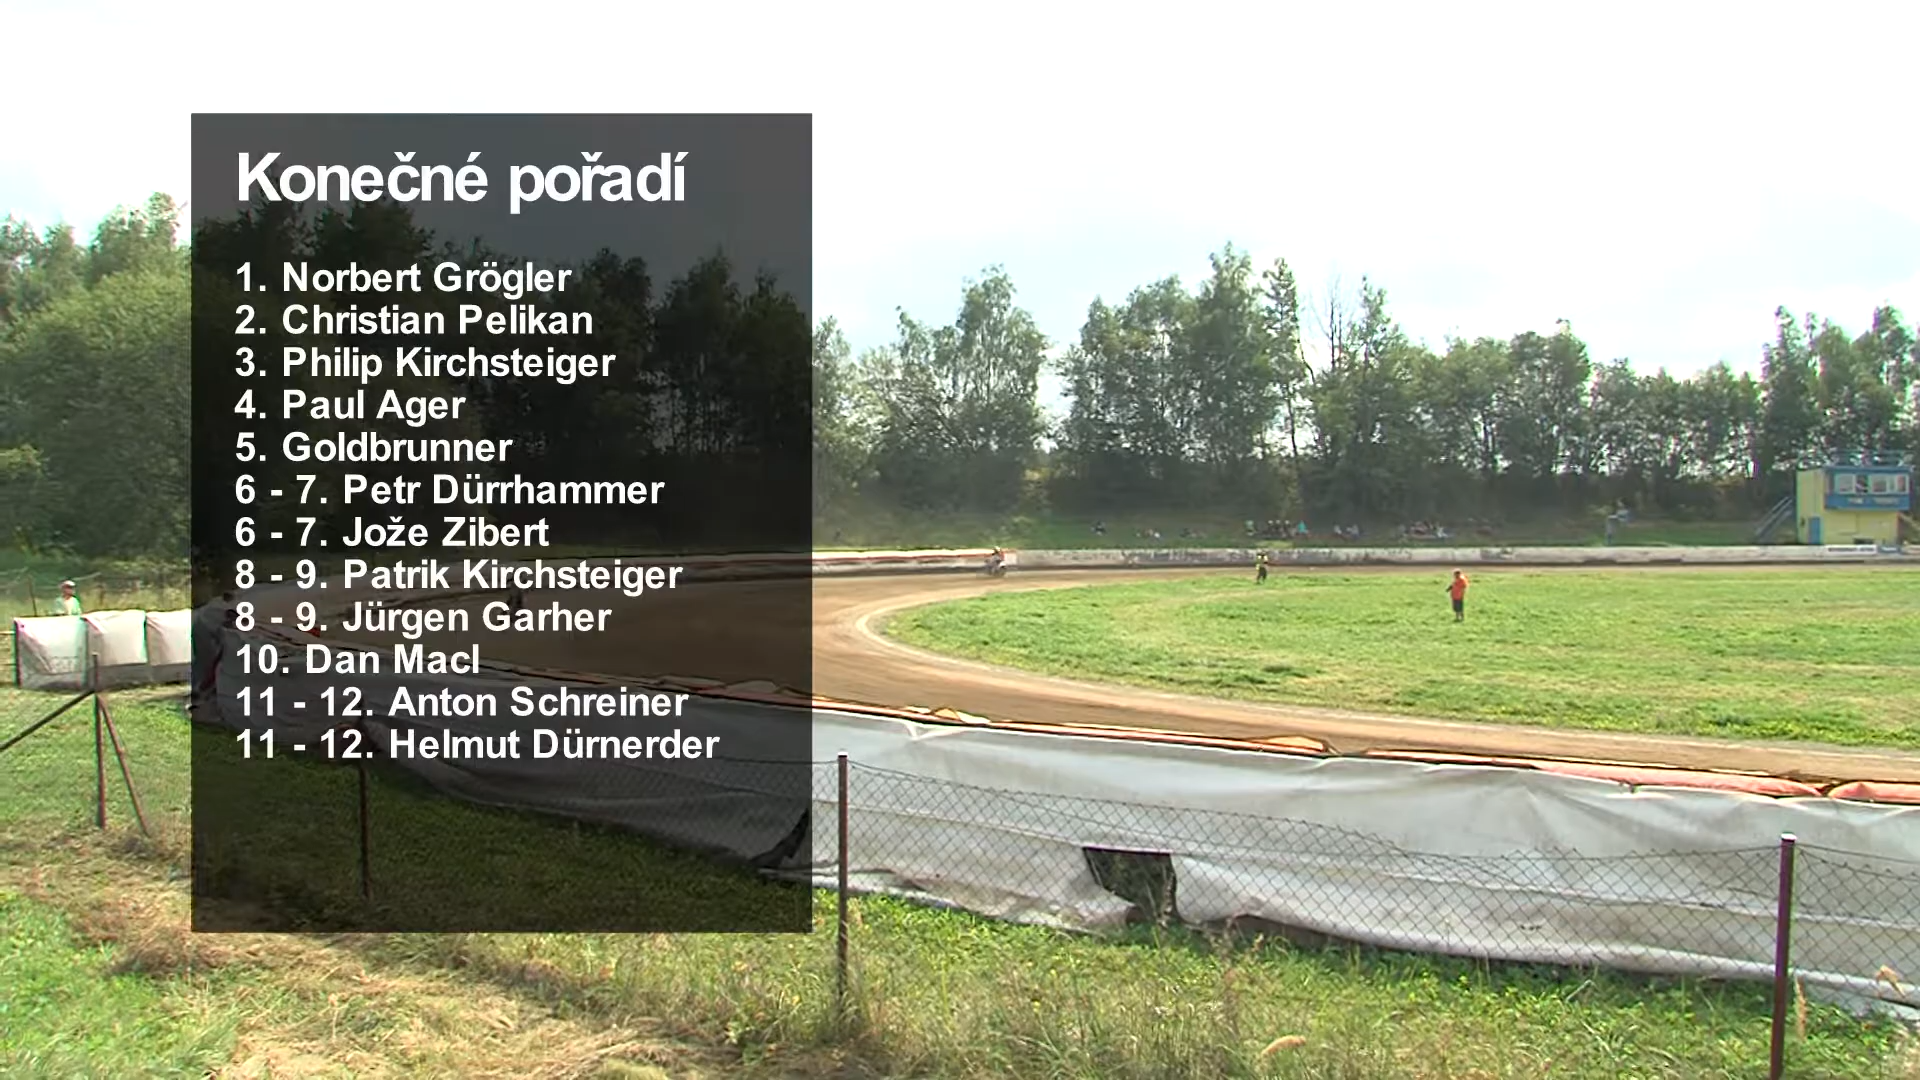 Konečné pořadí
1. Norbert Grögler
2. Christian Pelikan
3. Philip Kirchsteiger
4. Paul Ager
5. Goldbrunner
6 - 7. Petr Dürrhammer
6 - 7. Jože Zibert
8 - 9. Patrik Kirchsteiger
8 - 9. Jürgen Garher
10. Dan Macl
11 - 12. Anton Schreiner
11 - 12. Helmut Dürnerder